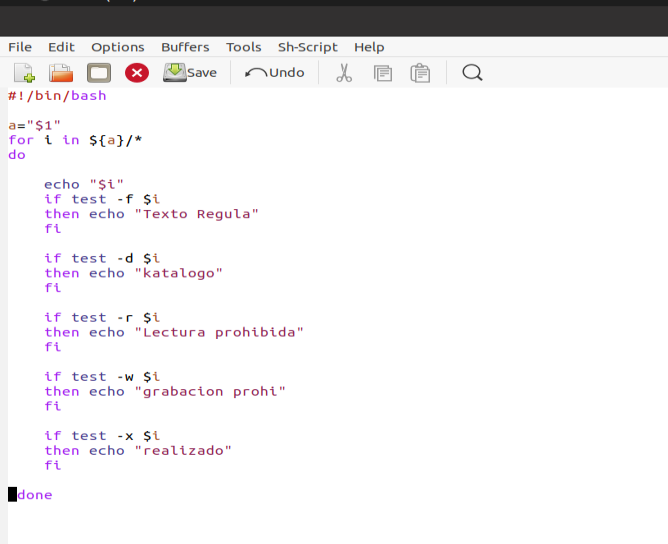 File Edit Options Buffers Tools Sh-Script Help
Save Undo
#!/bin/bash
a="$1"
for i in ${a}/*
do
echo "$i"
if test -f $i
then echo "Texto Regula"
fi
if test -d $i
then echo "katalogo"
fi
if test -r $i
then echo "Lectura prohibida"
fi
if test -w $i
then echo "grabacion prohi"
fi
if test -x $i
then echo "realizado"
fi
done